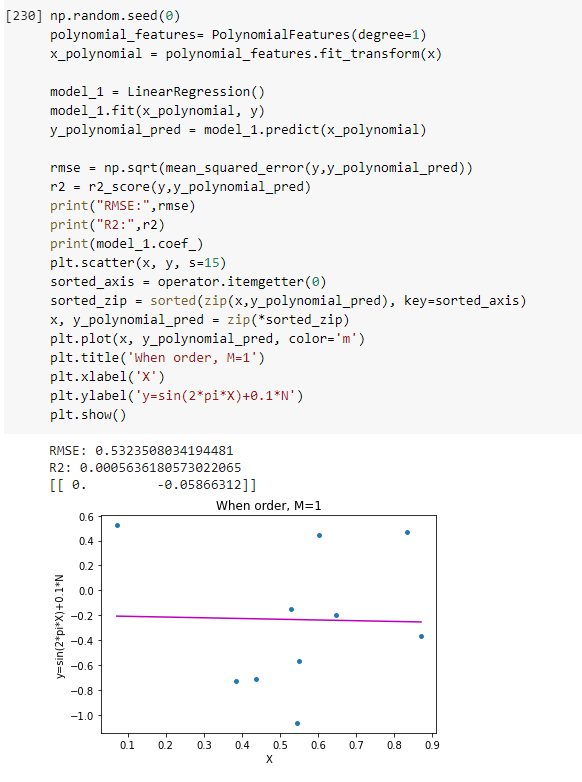 [230] np.random.seed(0)
polynomial_features= PolynomialFeatures(degree=1)
x_polynomial = polynomial_features.fit_transform(x)
model_1 = LinearRegression()
model_1.fit(x_polynomial, y)
y_polynomial_pred = model_1.predict(x_polynomial)
rmse = np.sqrt(mean_squared_error(y,y_polynomial_pred))
r2 = r2_score(y,y_polynomial_pred)
print("RMSE:",rmse)
print("R2:",r2)
print(model_1.coef_)
plt.scatter(x, y, s=15)
sorted_axis = operator.itemgetter(0)
sorted_zip = sorted(zip(x,y_polynomial_pred), key=sorted_axis)
x, y_polynomial_pred = zip(*sorted_zip)
plt.plot(x, y_polynomial_pred, color='m')
plt.title('When order, M=1')
plt.xlabel('X')
plt.ylabel('y=sin(2*pi*X)+0.1*N')
plt.show()
RMSE: 0.5323508034194481
R2: 0.0005636180573022065
[[ 0. -0.05866312]]
When order, M=1
0.6
0.4
0.2
0.0
−0.2
−0.4
−0.6
−0.8
−1.0
y=sin(2*pi*X)+0.1*N
0.1 0.2 0.3 0.4 0.5 0.6 0.7 0.8 0.9
X